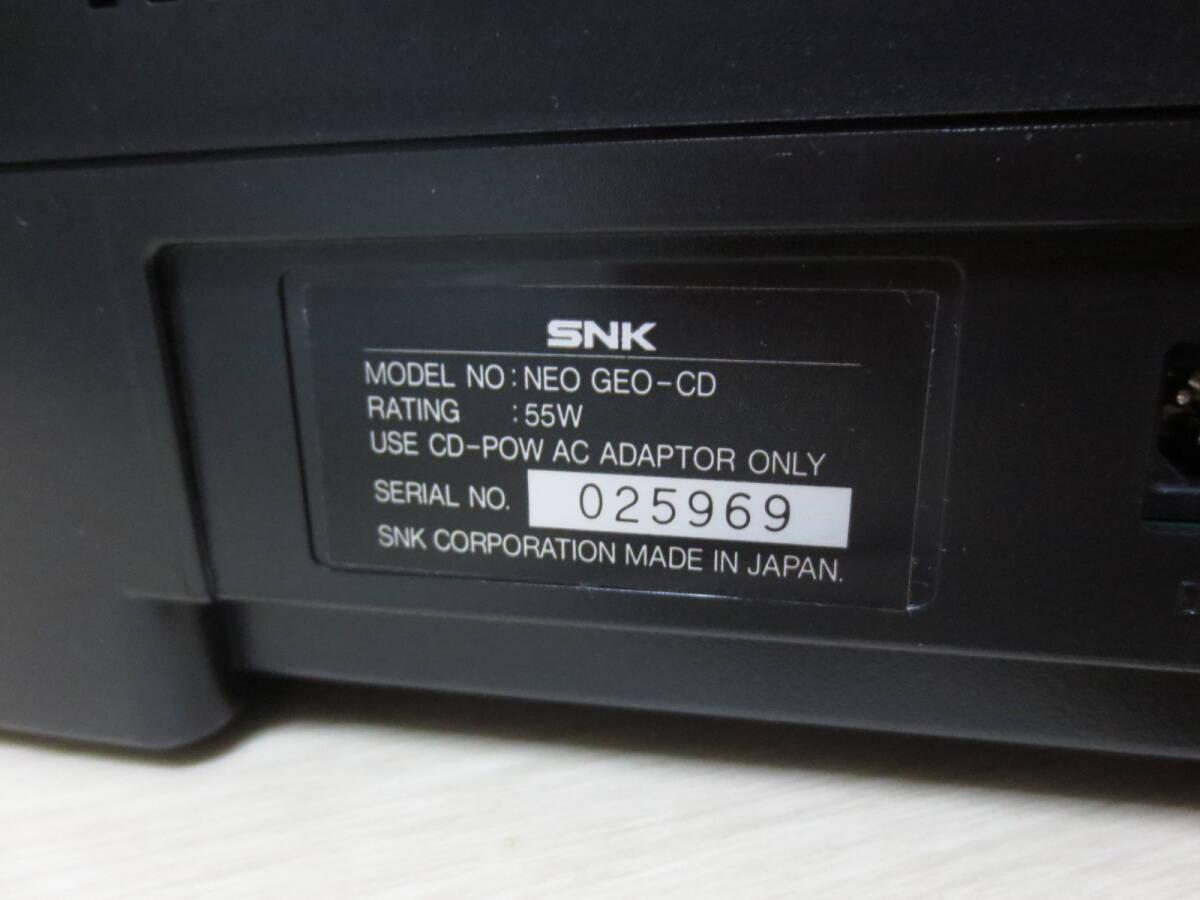 SNK
MODEL NO : NEO GEO-CD
RATING : 55W
USE CD-POW AC ADAPTOR ONLY
SERIAL NO. 025969
SNK CORPORATION MADE IN JAPAN.